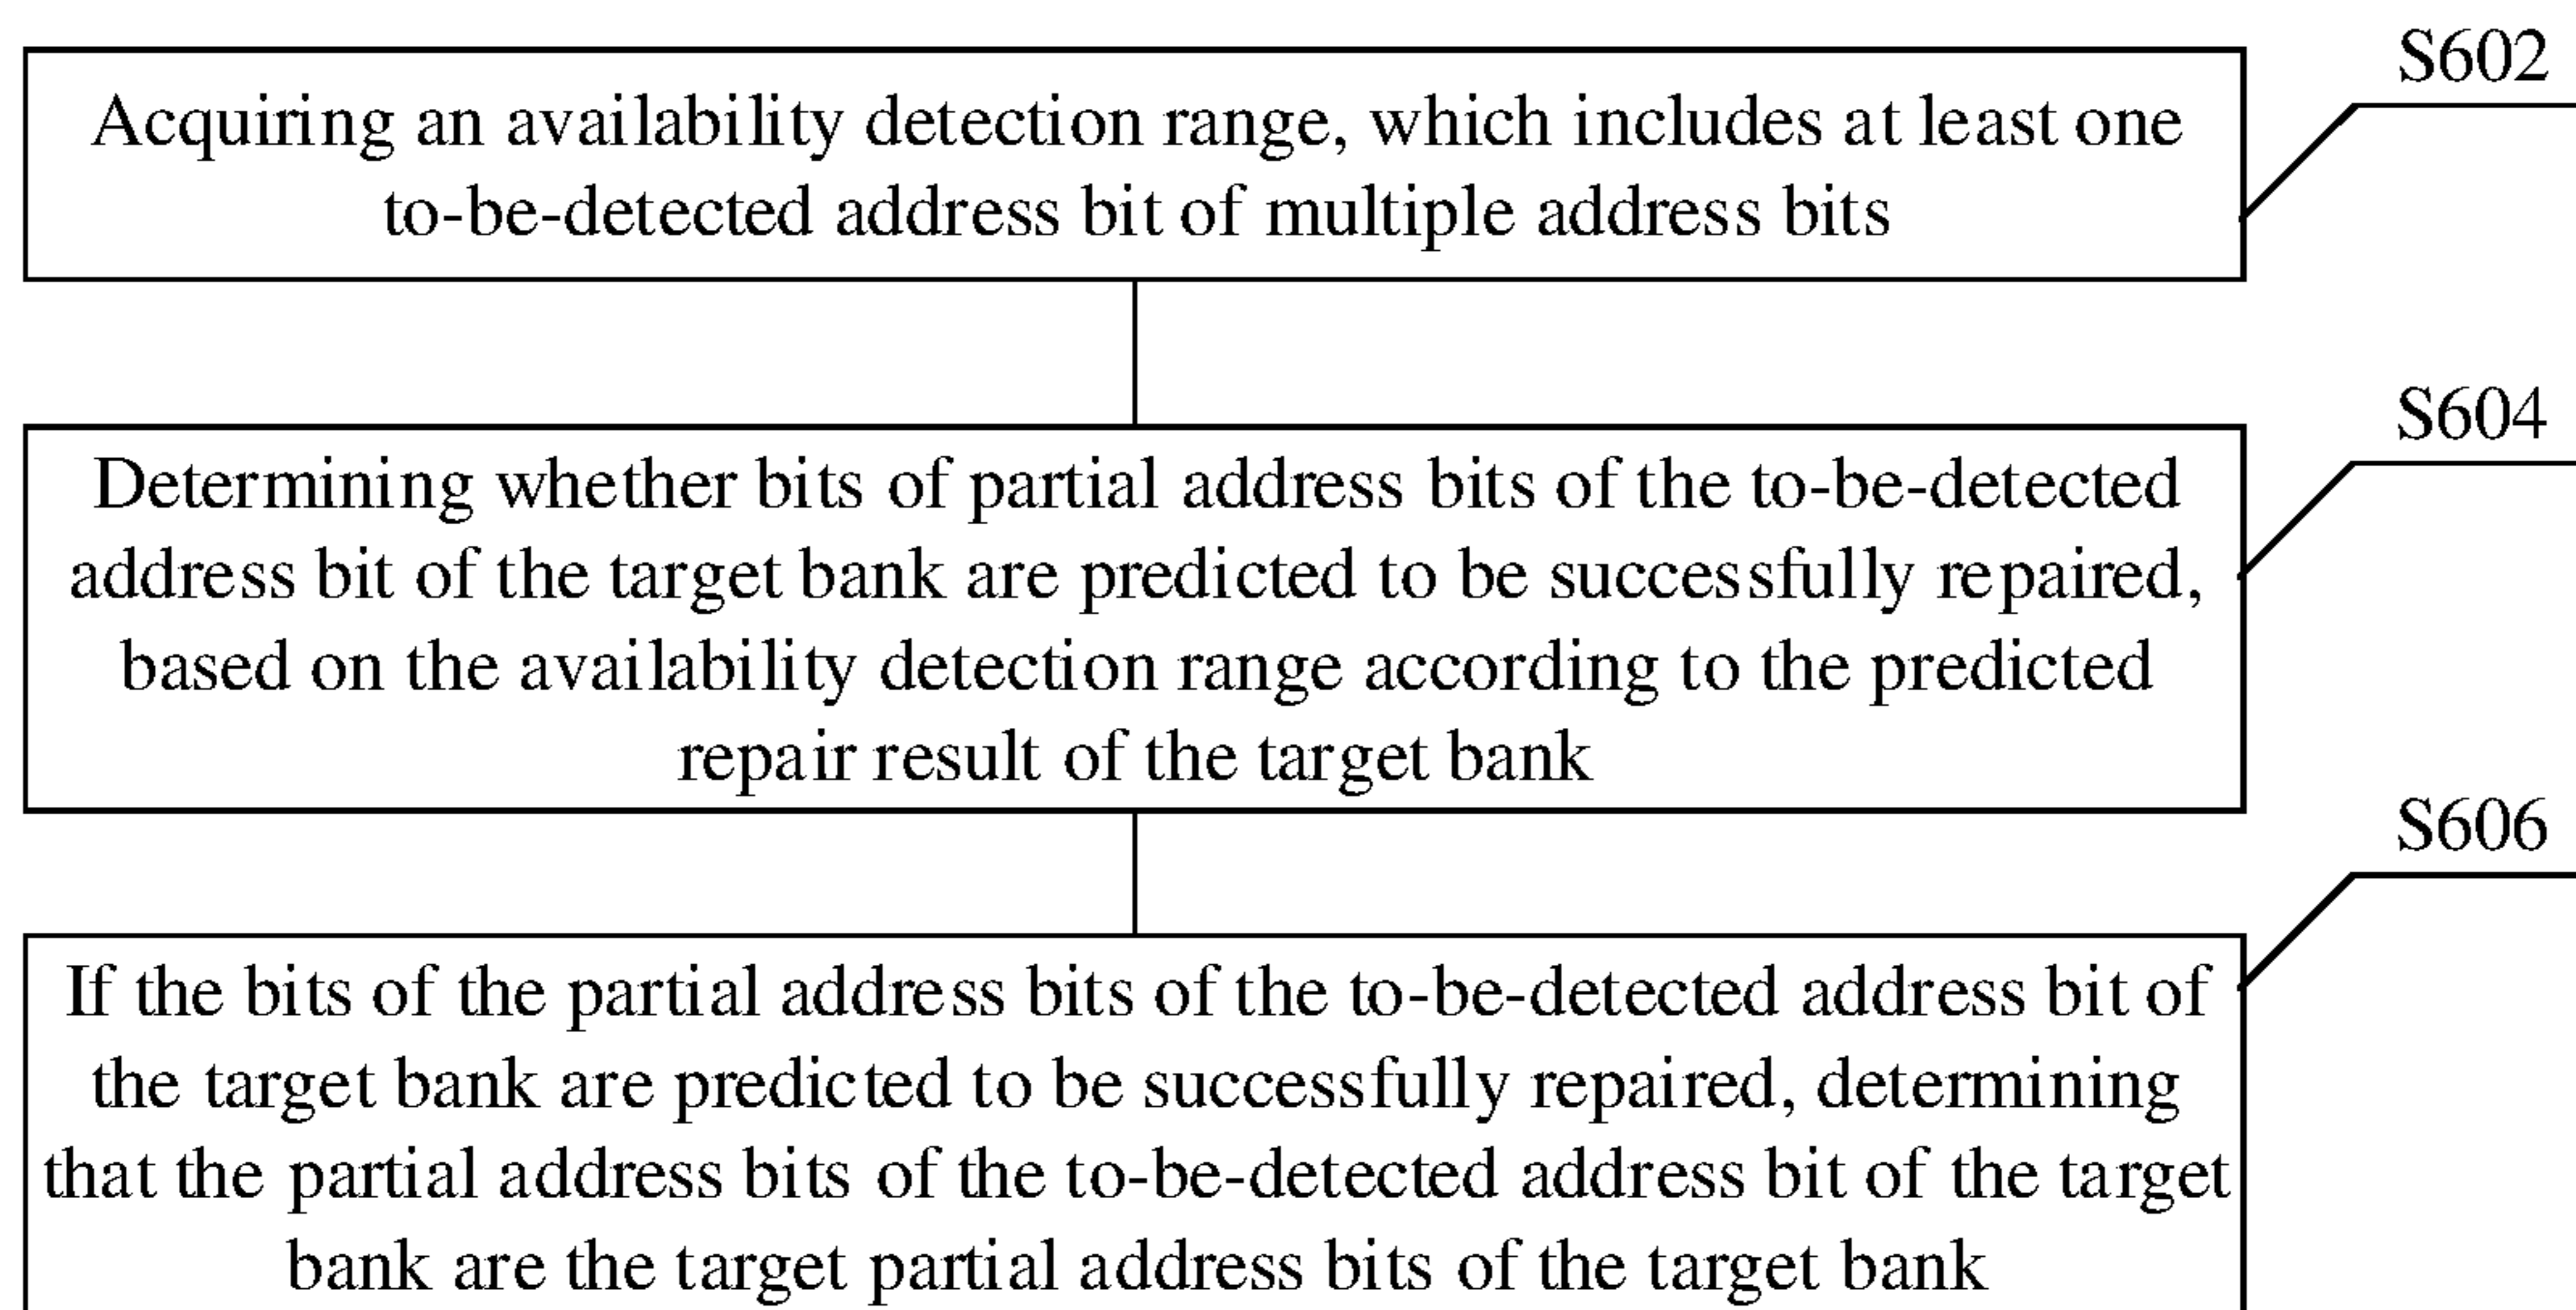 S602
Acquiring an availability detection range, which includes at least one
to-be-detected address bit of multiple address bits
S604
Determining whether bits of partial address bits of the to-be-detected
address bit of the target bank are predicted to be successfully repaired,
based on the availability detection range according to the predicted
repair result of the target bank
S606
If the bits of the partial address bits of the to-be-detected address bit of
the target bank are predicted to be successfully repaired, determining
that the partial address bits of the to-be-detected address bit of the target
bank are the target partial address bits of the target bank